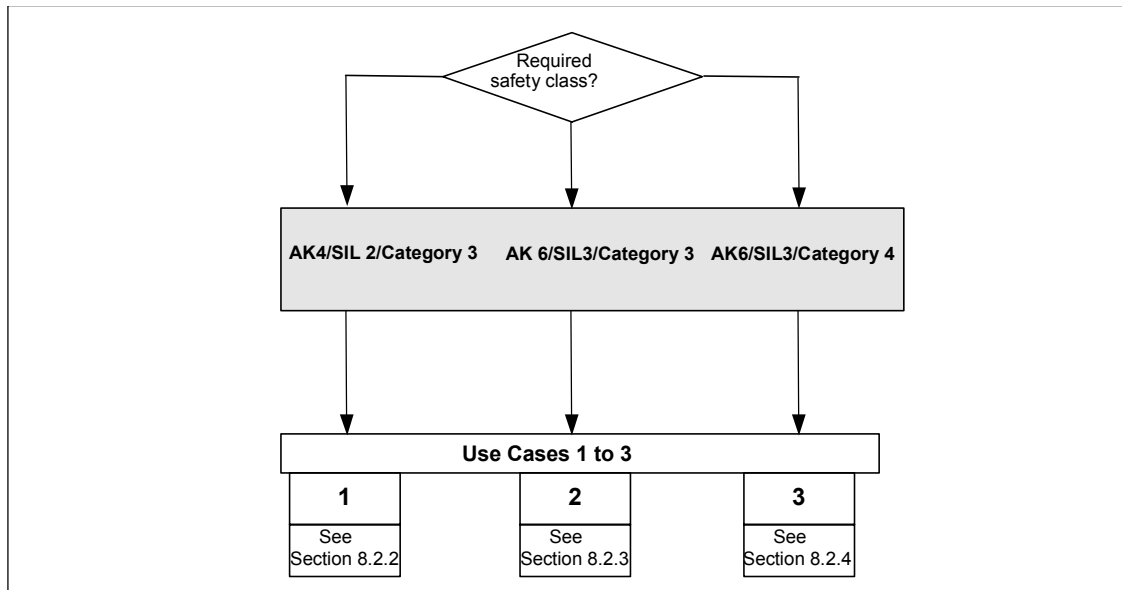 Required
safety class?
AK4/SIL 2/Category 3 AK 6/SIL3/Category 3 AK6/SIL3/Category 4
Use Cases 1 to 3
1 2 3
See See See
Section 8.2.2 Section 8.2.3 Section 8.2.4